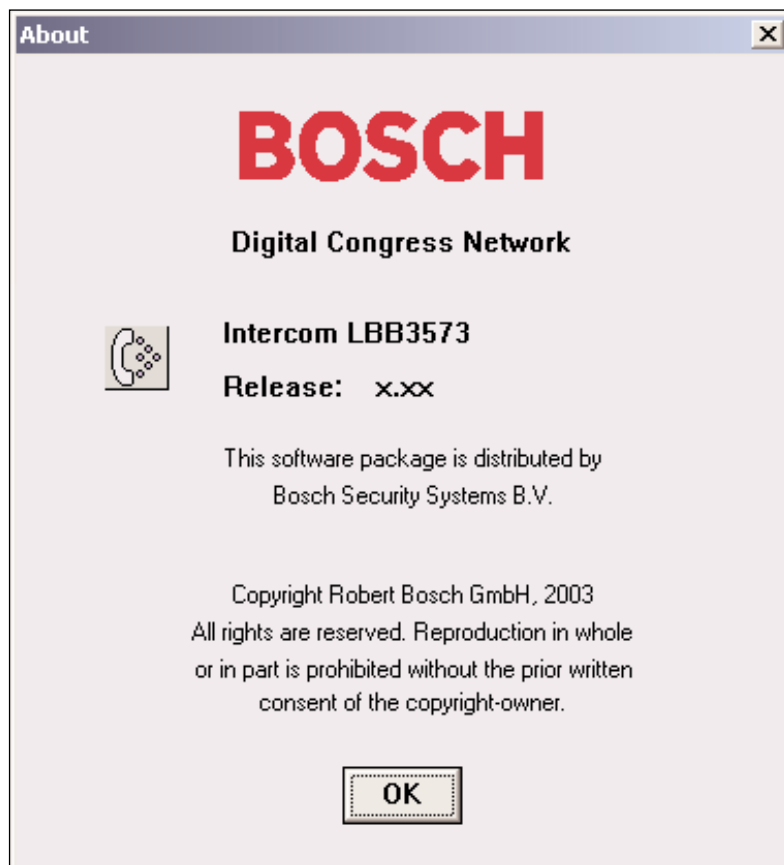 About
BOSCH
Digital Congress Network
Intercom LBB3573
Release: x.xx
This software package is distributed by
Bosch Security Systems B.V.
Copyright Robert Bosch GmbH, 2003
All rights are reserved. Reproduction in whole
or in part is prohibited without the prior written
consent of the copyright-owner.
OK